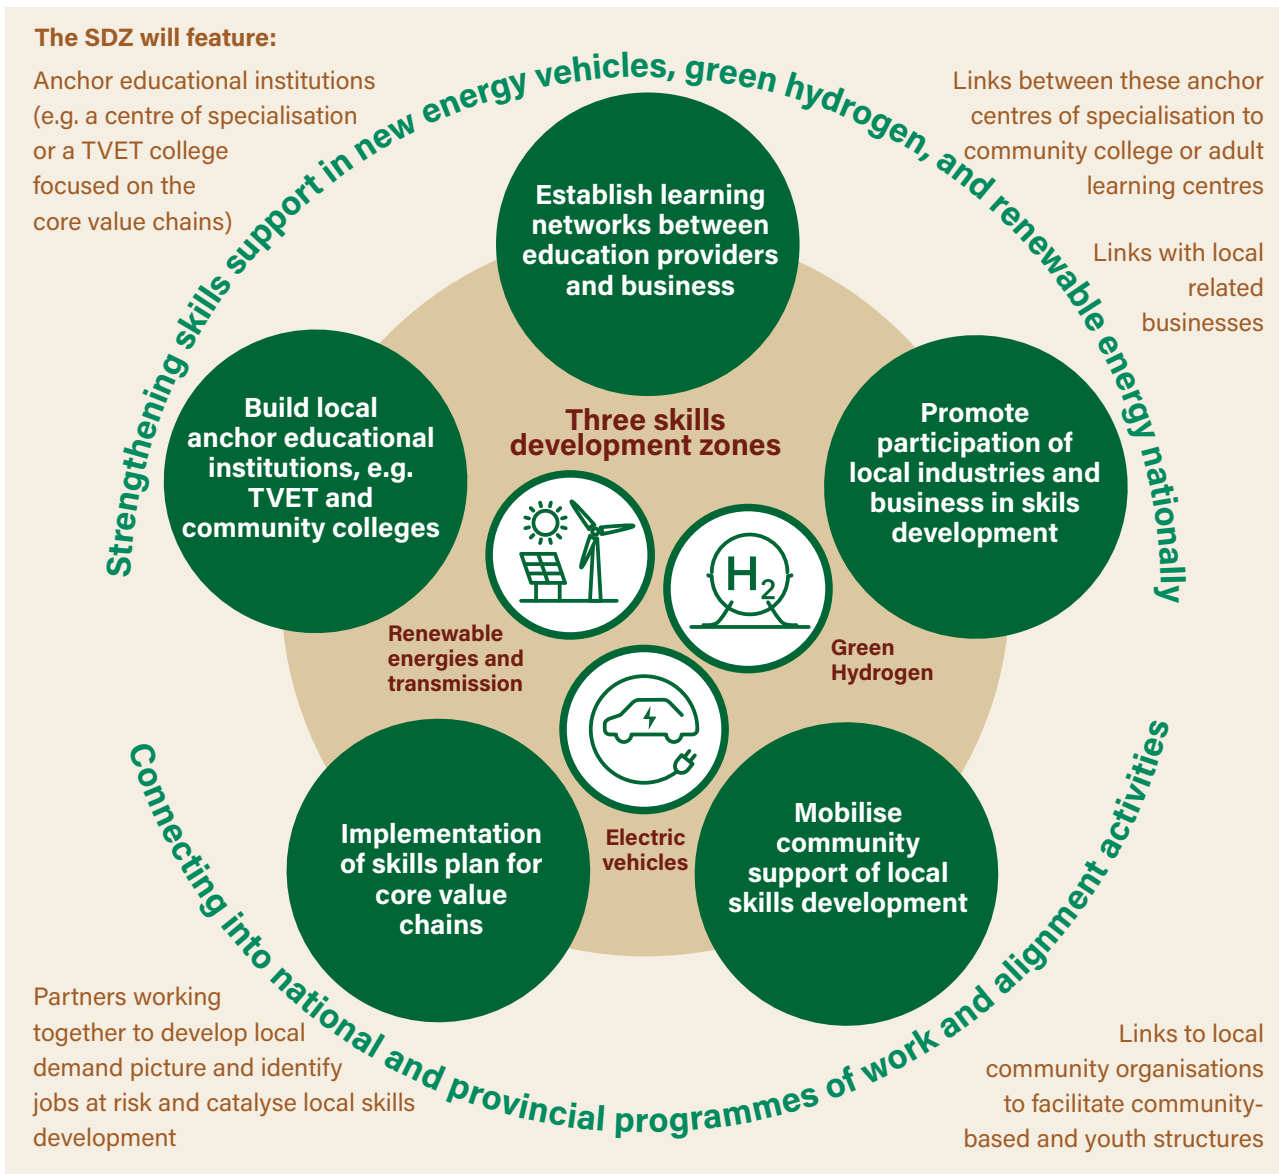 The SDZ will feature:
Anchor educational institutions
(e.g. a centre of specialisation
or a TVET college
focused on the
core value chains)
Strengthening skills support in new energy vehicles, green hydrogen, and renewable energy nationally
Links between these anchor
centres of specialisation to
community college or adult
learning centres
Links with local
related
businesses
Establish learning
networks between
education providers
and business
Build local
anchor educational
institutions, e.g.
TVET and
community colleges
Three skills
development zones
Promote
participation of
local industries and
business in skils
development
H2
Renewable
energies and
transmission
Green
Hydrogen
Electric
vehicles
Implementation
of skills plan for
core value
chains
Mobilise
community
support of local
skills development
Connecting into national and provincial programmes of work and alignment activities
Partners working
together to develop local
demand picture and identify
jobs at risk and catalyse local skills
development
Links to local
community organisations
to facilitate community-
based and youth structures